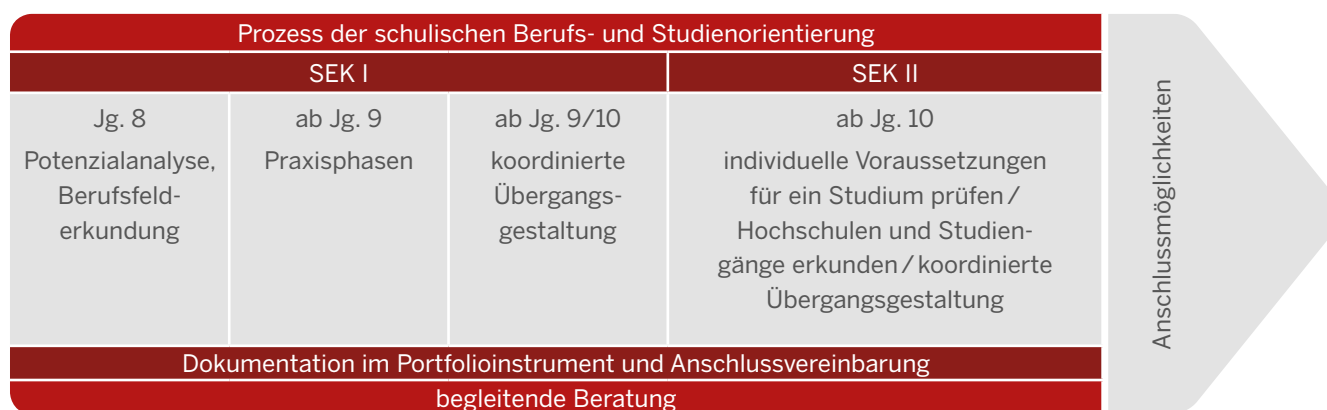 Prozess der schulischen Berufs- und Studienorientierung
SEK I
SEK II
Jg. 8
Potenzialanalyse,
Berufsfeld-
erkundung
ab Jg. 9
Praxisphasen
ab Jg. 9/10
koordinierte
Übergangs-
gestaltung
ab Jg. 10
individuelle Voraussetzungen
für ein Studium prüfen /
Hochschulen und Studien-
gänge erkunden / koordinierte
Übergangsgestaltung
Dokumentation im Portfolioinstrument und Anschlussvereinbarung
begleitende Beratung
Anschlussmöglichkeiten